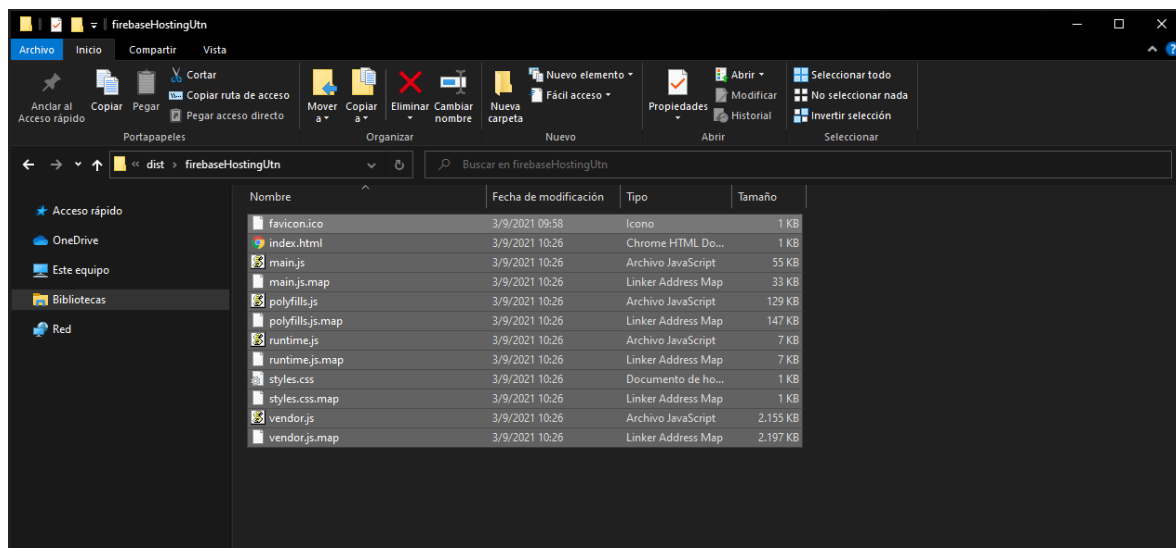 firebaseHostingUtn
Archivo Inicio Compartir Vista
Anclar al Acceso rápido
Copiar
Pegar
Cortar
Copiar ruta de acceso
Pegar acceso directo
Portapapeles
Mover a
Copiar a
Eliminar
Cambiar nombre
Organizar
Nueva carpeta
Nuevo elemento
Fácil acceso
Nuevo
Propiedades
Abrir
Modificar
Historial
Abrir
Seleccionar todo
No seleccionar nada
Invertir selección
Seleccionar
« dist › firebaseHostingUtn
Buscar en firebaseHostingUtn
Acceso rápido
OneDrive
Este equipo
Bibliotecas
Red
Nombre Fecha de modificación Tipo Tamaño
favicon.ico 3/9/2021 09:58 Icono 1 KB
index.html 3/9/2021 10:26 Chrome HTML Do... 1 KB
main.js 3/9/2021 10:26 Archivo JavaScript 55 KB
main.js.map 3/9/2021 10:26 Linker Address Map 33 KB
polyfills.js 3/9/2021 10:26 Archivo JavaScript 129 KB
polyfills.js.map 3/9/2021 10:26 Linker Address Map 147 KB
runtime.js 3/9/2021 10:26 Archivo JavaScript 7 KB
runtime.js.map 3/9/2021 10:26 Linker Address Map 7 KB
styles.css 3/9/2021 10:26 Documento de ho... 1 KB
styles.css.map 3/9/2021 10:26 Linker Address Map 1 KB
vendor.js 3/9/2021 10:26 Archivo JavaScript 2.155 KB
vendor.js.map 3/9/2021 10:26 Linker Address Map 2.197 KB